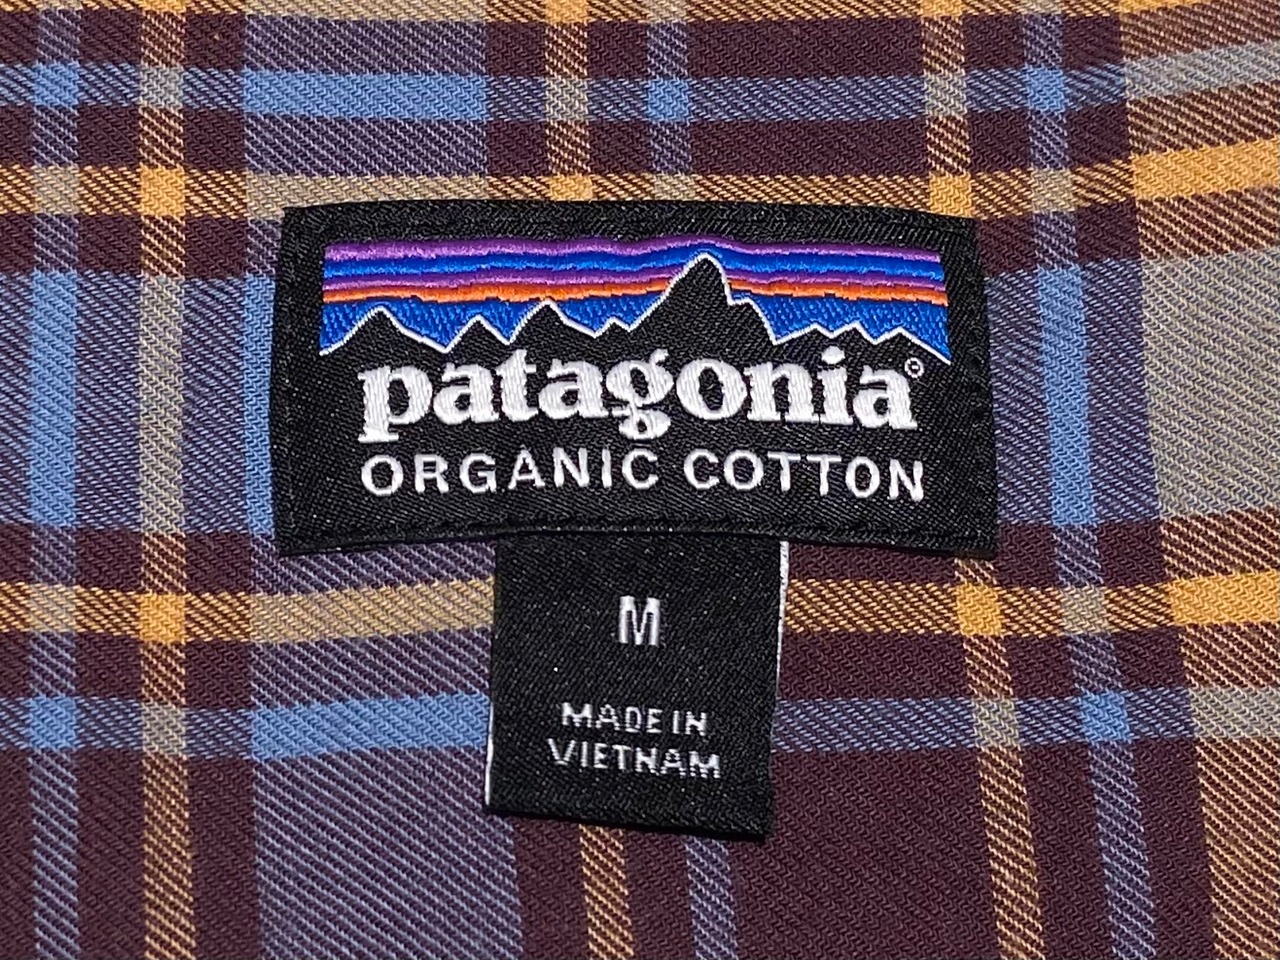 patagonia®
ORGANIC COTTON
M
MADE IN
VIETNAM